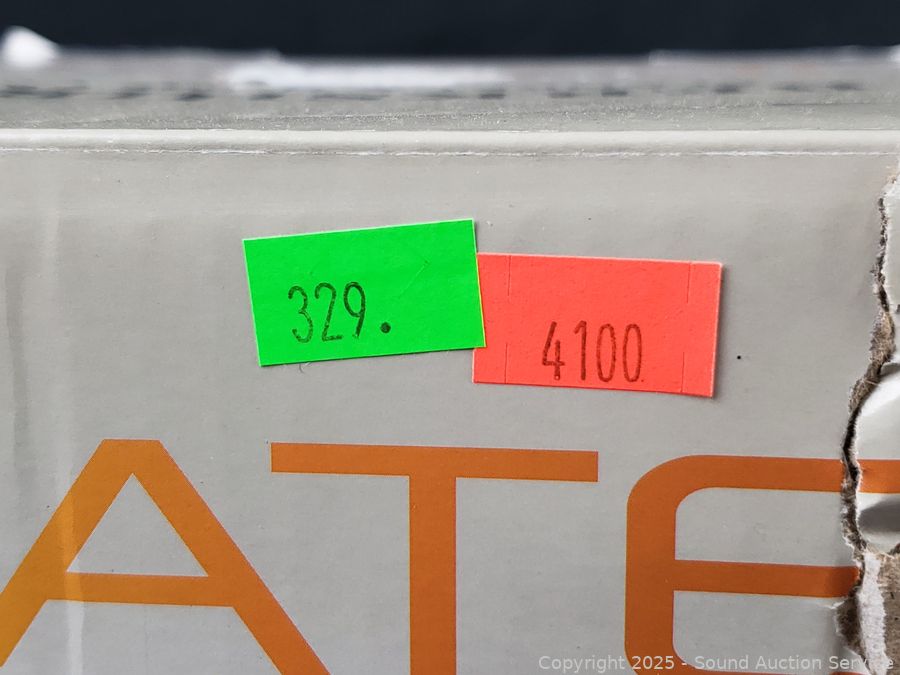 329.
4100
ATE
Copyright 2025 - Sound Auction Service